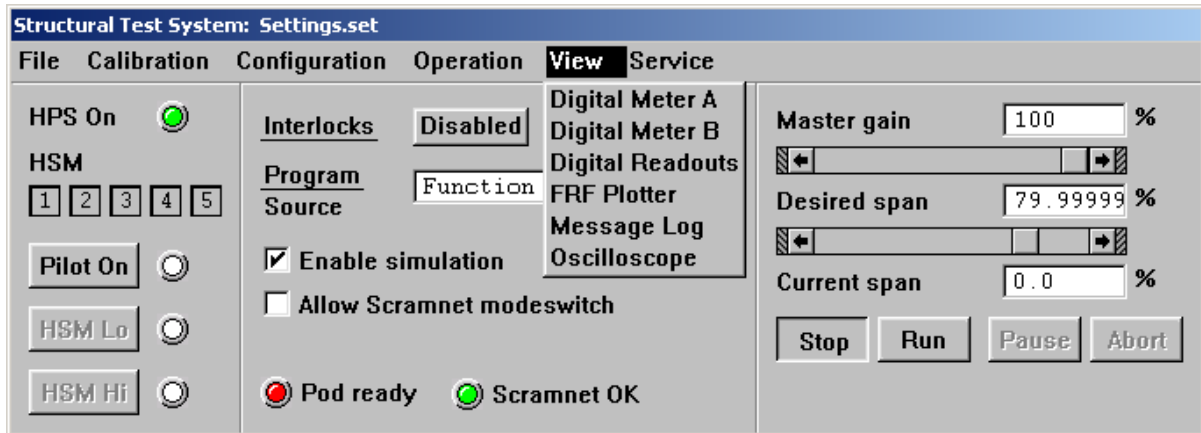 Structural Test System: Settings.set
File Calibration Configuration Operation View Service
HPS On
HSM
1 2 3 4 5
Pilot On
HSM Lo
HSM Hi
Interlocks Disabled
Program
Source
Function
Enable simulation
Allow Scramnet modeswitch
Pod ready Scramnet OK
Digital Meter A
Digital Meter B
Digital Readouts
FRF Plotter
Message Log
Oscilloscope
Master gain 100 %
Desired span 79.99999 %
Current span 0.0 %
Stop Run Pause Abort